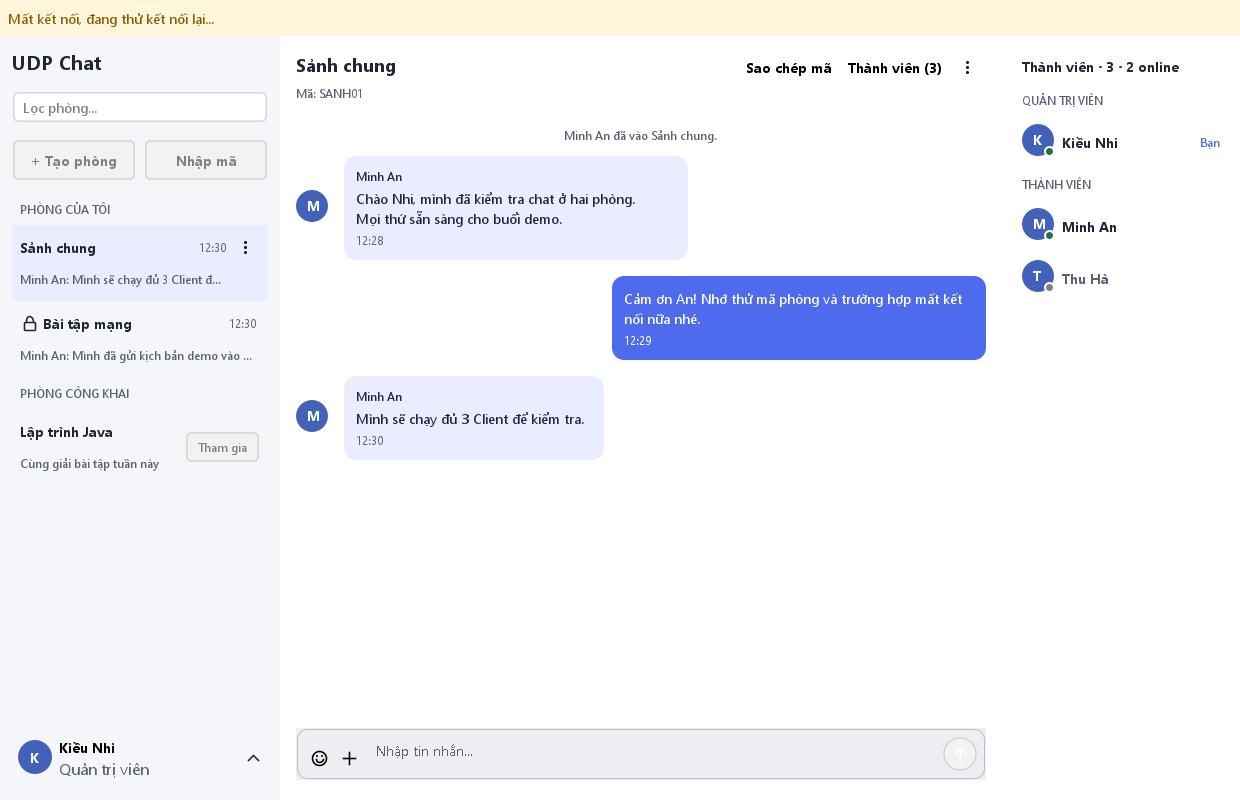 Mất kết nối, đang thử kết nối lại...
UDP Chat
Lọc phòng...
+ Tạo phòng
Nhập mã
PHÒNG CỦA TÔI
Sảnh chung
12:30
Minh An: Mình sẽ chạy đủ 3 Client đ...
Bài tập mạng
12:30
Minh An: Mình đã gửi kịch bản demo vào ...
PHÒNG CÔNG KHAI
Lập trình Java
Cùng giải bài tập tuần này
Tham gia
K
Kiều Nhi
Quản trị viên
Sảnh chung
Mã: SANH01
Sao chép mã
Thành viên (3)
Minh An đã vào Sảnh chung.
M
Minh An
Chào Nhi, mình đã kiểm tra chat ở hai phòng.
Mọi thứ sẵn sàng cho buổi demo.
12:28
Cảm ơn An! Nhớ thử mã phòng và trường hợp mất kết
nối nữa nhé.
12:29
M
Minh An
Mình sẽ chạy đủ 3 Client để kiểm tra.
12:30
Nhập tin nhắn...
Thành viên · 3 · 2 online
QUẢN TRỊ VIÊN
K
Kiều Nhi
Bạn
THÀNH VIÊN
M
Minh An
T
Thu Hà